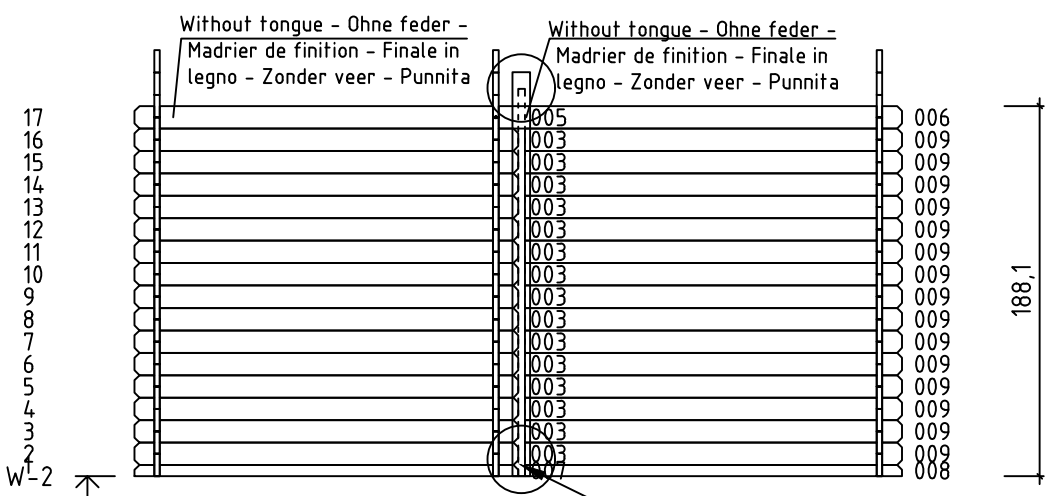 Without tongue - Ohne feder -
Madrier de finition - Finale in
legno - Zonder veer - Punnita
Without tongue - Ohne feder -
Madrier de finition - Finale in
legno - Zonder veer - Punnita
17 005 006
16 003 009
15 003 009
14 003 009
13 003 009
12 003 009
11 003 009
10 003 009
9 003 009
8 003 009
7 003 009
6 003 009
5 003 009
4 003 009
3 003 009
2 003 009
1 007 008
W-2
188,1